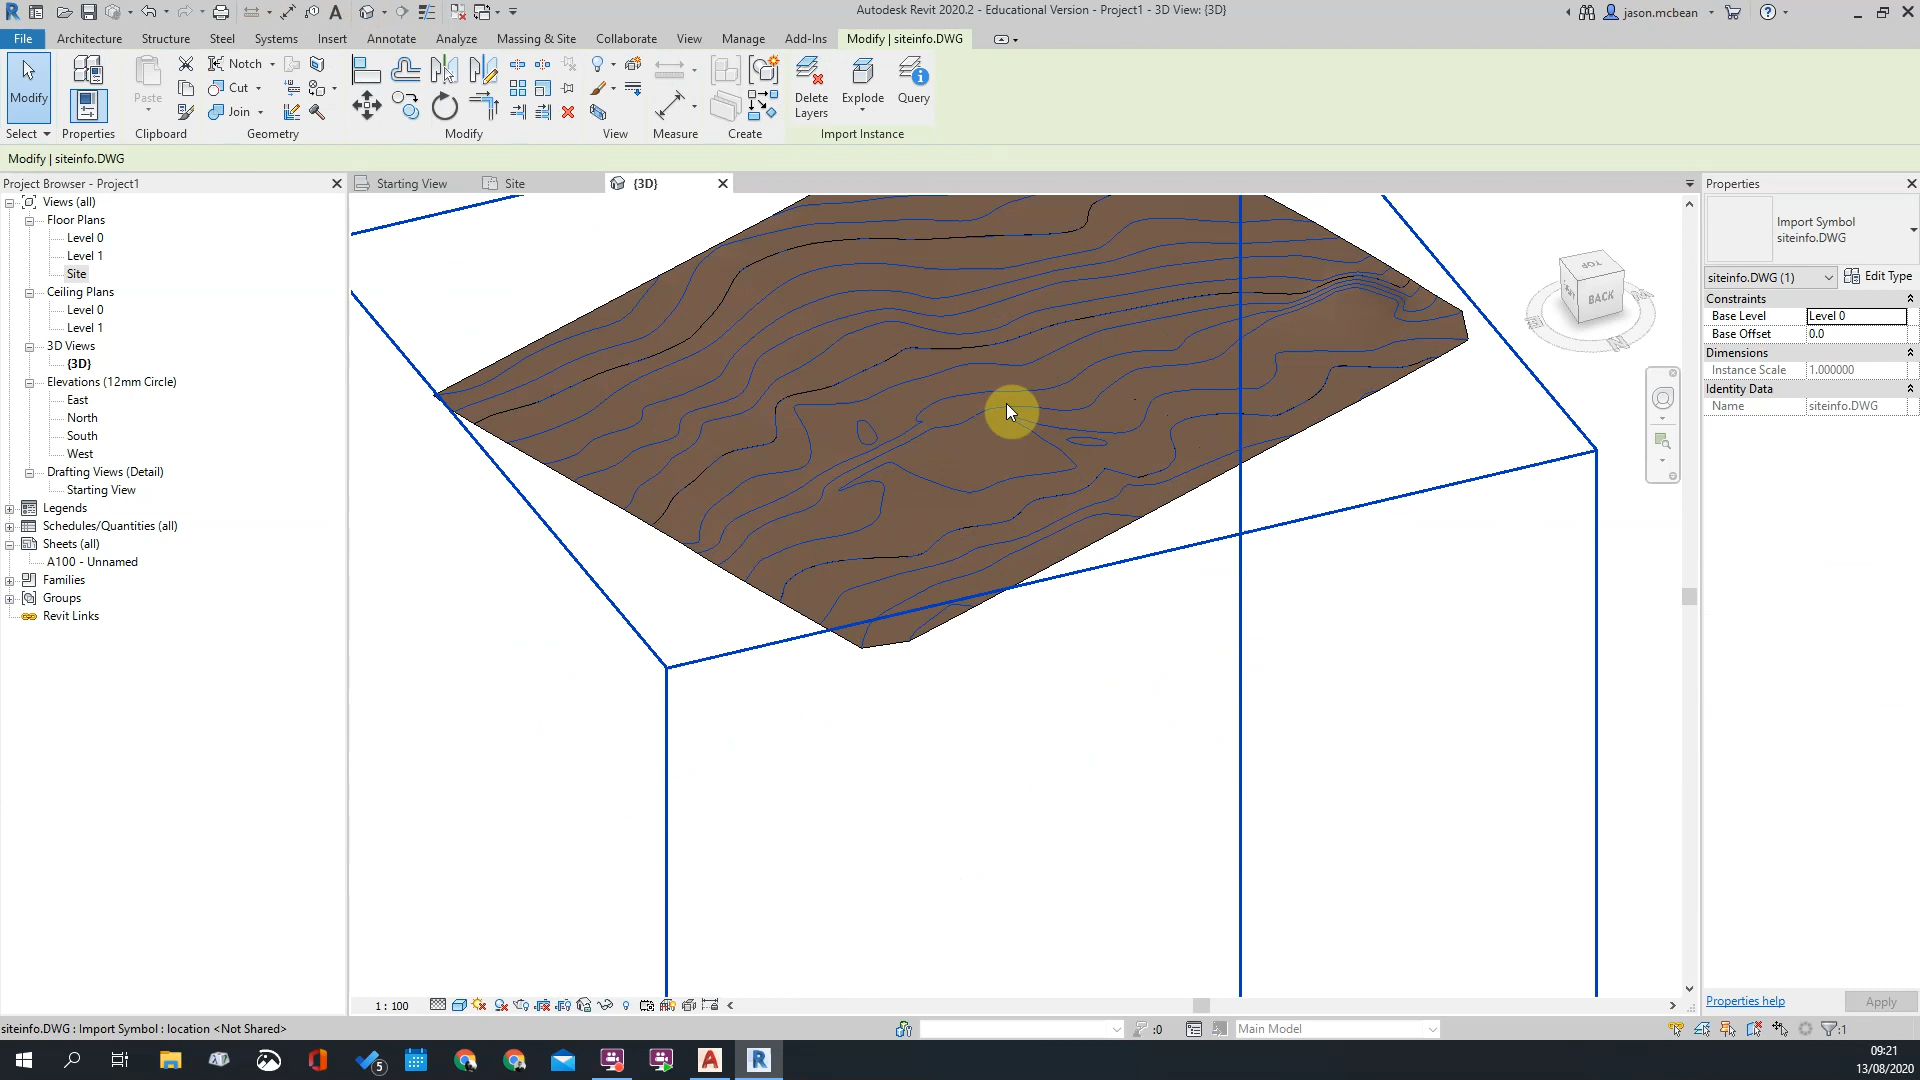 Autodesk Revit 2020.2 - Educational Version - Project1 - 3D View: {3D}
jason.mcbean
File Architecture Structure Steel Systems Insert Annotate Analyze Massing & Site Collaborate View Manage Add-Ins Modify | siteinfo.DWG
Modify Paste Notch Cut Join Delete Layers Explode Query
Select Properties Clipboard Geometry Modify View Measure Create Import Instance
Modify | siteinfo.DWG
Project Browser - Project1
Starting View
Site
{3D}
Properties
Views (all)
Floor Plans
Level 0
Level 1
Site
Ceiling Plans
Level 0
Level 1
3D Views
{3D}
Elevations (12mm Circle)
East
North
South
West
Drafting Views (Detail)
Starting View
Legends
Schedules/Quantities (all)
Sheets (all)
A100 - Unnamed
Families
Groups
Revit Links
TOP
BACK
N
Import Symbol
siteinfo.DWG
siteinfo.DWG (1) Edit Type
Constraints
Base Level Level 0
Base Offset 0.0
Dimensions
Instance Scale 1.000000
Identity Data
Name siteinfo.DWG
Properties help Apply
1 : 100
siteinfo.DWG : Import Symbol : location <Not Shared>
:0
Main Model
:1
5
09:21
13/08/2020